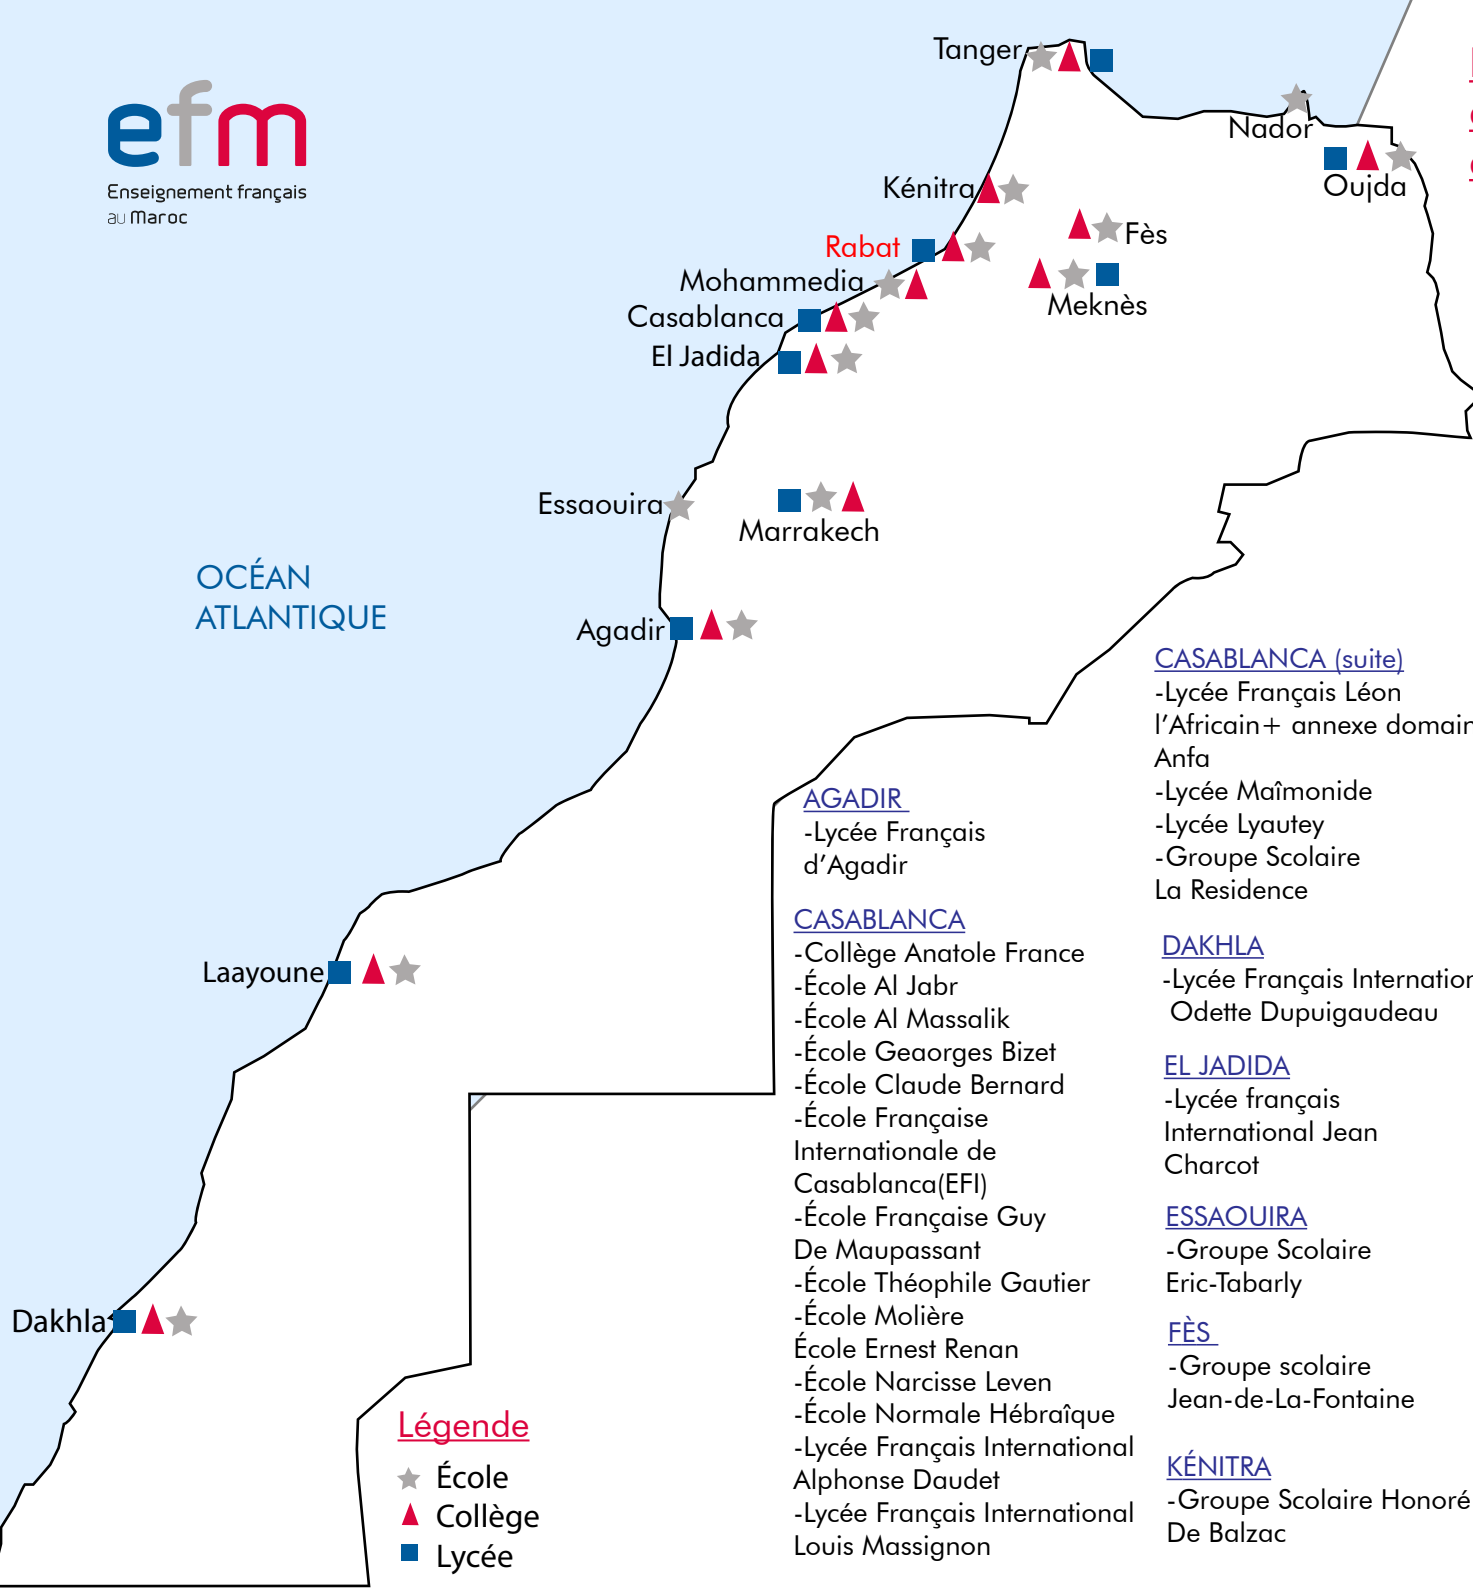 efm
Enseignement français
au Maroc
Tanger
Nador
Oujda
Kénitra
Fès
Rabat
Mohammedia
Meknès
Casablanca
El Jadida
Essaouira
Marrakech
OCÉAN
ATLANTIQUE
Agadir
Laayoune
Dakhla
Légende
École
Collège
Lycée
AGADIR
-Lycée Français
d'Agadir
CASABLANCA
-Collège Anatole France
-École Al Jabr
-École Al Massalik
-École Geaorges Bizet
-École Claude Bernard
-École Française
Internationale de
Casablanca(EFI)
-École Française Guy
De Maupassant
-École Théophile Gautier
-École Molière
École Ernest Renan
-École Narcisse Leven
-École Normale Hébraîque
-Lycée Français International
Alphonse Daudet
-Lycée Français International
Louis Massignon
CASABLANCA (suite)
-Lycée Français Léon
l'Africain+ annexe domain
Anfa
-Lycée Maîmonide
-Lycée Lyautey
-Groupe Scolaire
La Residence
DAKHLA
-Lycée Français Internation
Odette Dupuigaudeau
EL JADIDA
-Lycée français
International Jean
Charcot
ESSAOUIRA
-Groupe Scolaire
Eric-Tabarly
FÈS
-Groupe scolaire
Jean-de-La-Fontaine
KÉNITRA
-Groupe Scolaire Honoré
De Balzac